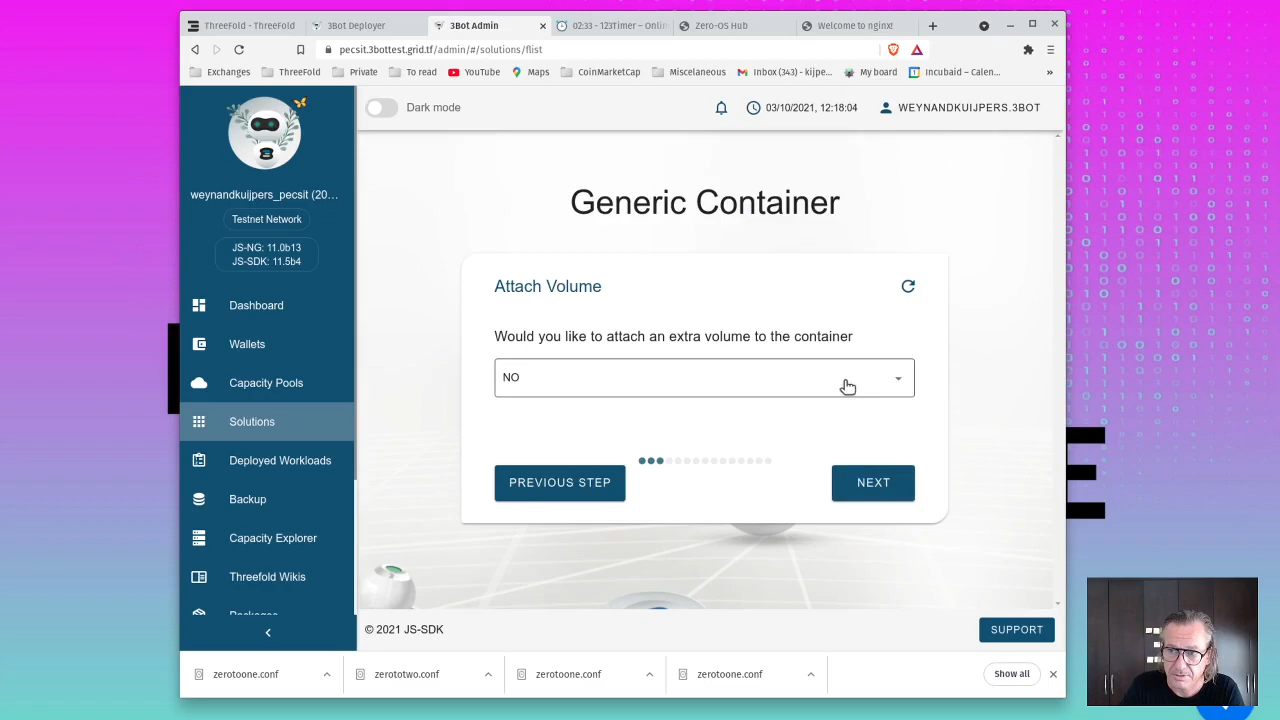 ThreeFold - ThreeFold
3Bot Deployer
3Bot Admin
02:33 - 123Timer – Onlin
Zero-OS Hub
Welcome to nginx!
pecsit.3bottest.grid.tf/admin/#/solutions/flist
Exchanges
ThreeFold
Private
To read
YouTube
Maps
CoinMarketCap
Miscelaneous
Inbox (343) - kijpe...
My board
Incubaid – Calen...
»
Dark mode
03/10/2021, 12:18:04
WEYNANDKUIJPERS.3BOT
weynandkuijpers_pecsit (20...
Testnet Network
JS-NG: 11.0b13
JS-SDK: 11.5b4
Dashboard
Wallets
Capacity Pools
Solutions
Deployed Workloads
Backup
Capacity Explorer
Threefold Wikis
Packages
Generic Container
Attach Volume
Would you like to attach an extra volume to the container
NO
PREVIOUS STEP
NEXT
© 2021 JS-SDK
SUPPORT
zerotoone.conf
zerototwo.conf
zerotoone.conf
zerotoone.conf
Show all